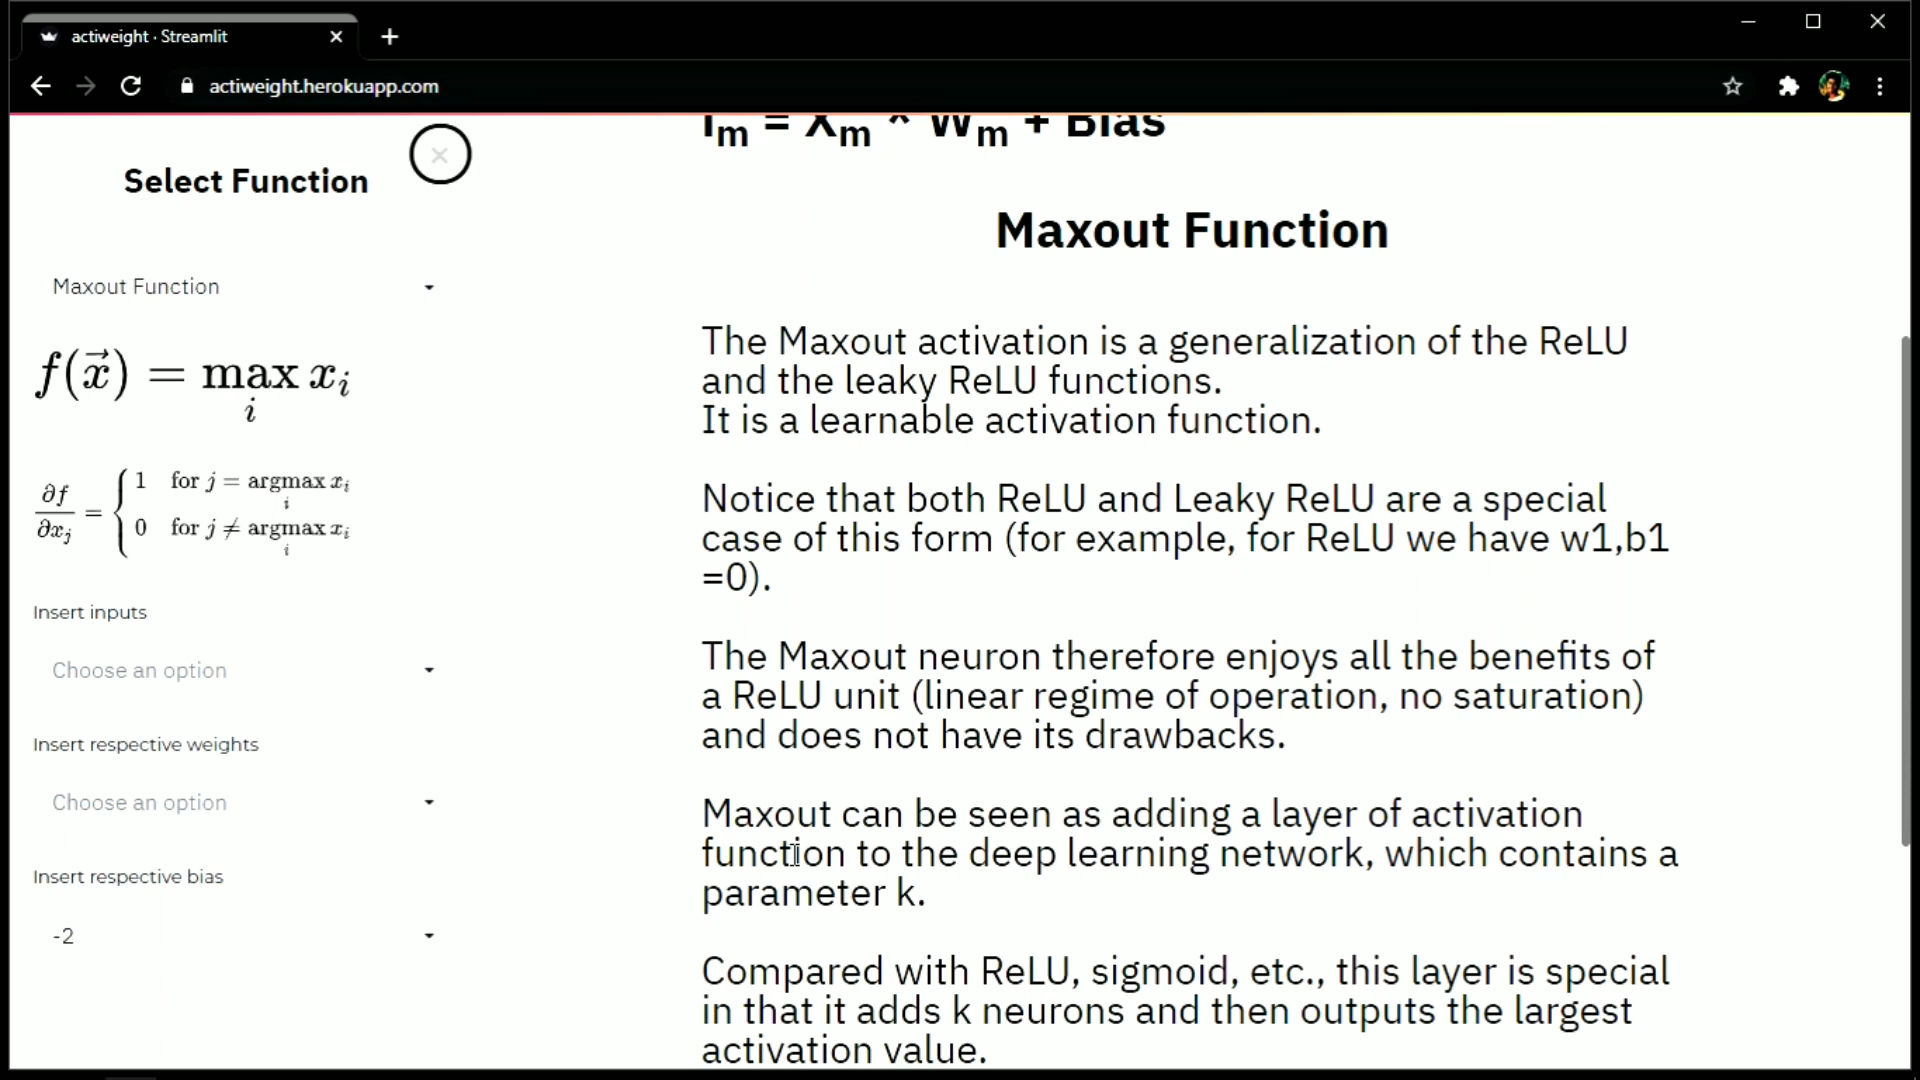 actiweight · Streamlit
actiweight.herokuapp.com
Select Function
Maxout Function
f(x⃗) = max x_i
i
∂f/∂x_j = { 1 for j = argmax x_i
i
0 for j ≠ argmax x_i
i
Insert inputs
Choose an option
Insert respective weights
Choose an option
Insert respective bias
-2
I_m = X_m * W_m + Bias
Maxout Function
The Maxout activation is a generalization of the ReLU
and the leaky ReLU functions.
It is a learnable activation function.
Notice that both ReLU and Leaky ReLU are a special
case of this form (for example, for ReLU we have w1,b1
=0).
The Maxout neuron therefore enjoys all the benefits of
a ReLU unit (linear regime of operation, no saturation)
and does not have its drawbacks.
Maxout can be seen as adding a layer of activation
function to the deep learning network, which contains a
parameter k.
Compared with ReLU, sigmoid, etc., this layer is special
in that it adds k neurons and then outputs the largest
activation value.